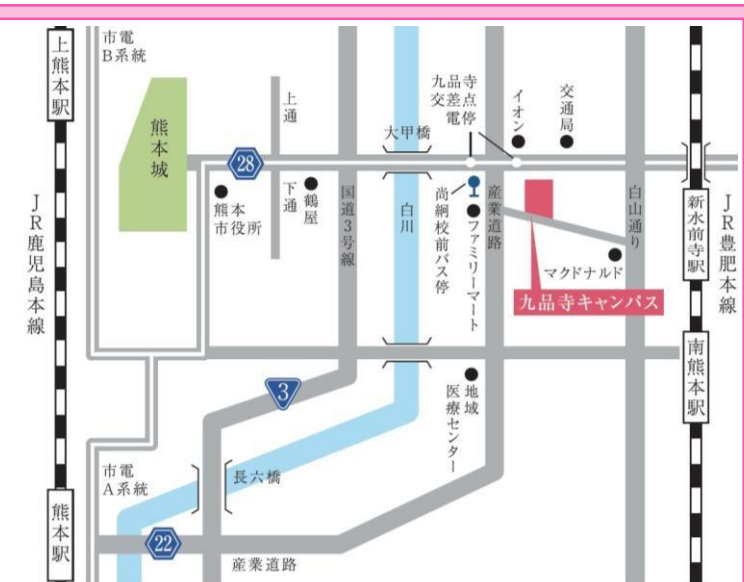 上熊本駅
市電
B系統
熊本城
上通
28
下通
鶴屋
熊本
市役所
国道3号線
大甲橋
白川
九品寺
交差点
電停
イオン
交通局
尚絅校前バス停
ファミリーマート
産業道路
白山通り
マクドナルド
九品寺キャンパス
新水前寺駅
JR豊肥本線
JR鹿児島本線
南熊本駅
3
地域
医療センター
市電
A系統
長六橋
熊本駅
22
産業道路